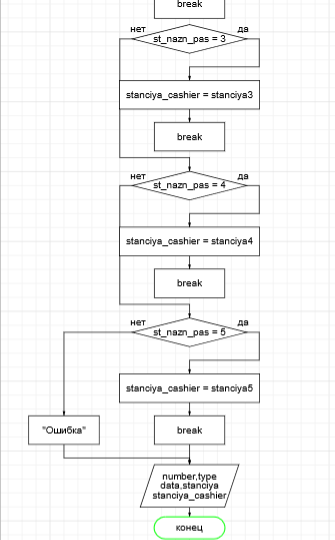 break
нет
да
st_nazn_pas = 3
stanciya_cashier = stanciya3
break
нет
да
st_nazn_pas = 4
stanciya_cashier = stanciya4
break
нет
да
st_nazn_pas = 5
stanciya_cashier = stanciya5
"Ошибка"
break
number,type
data,stanciya
stanciya_cashier
конец